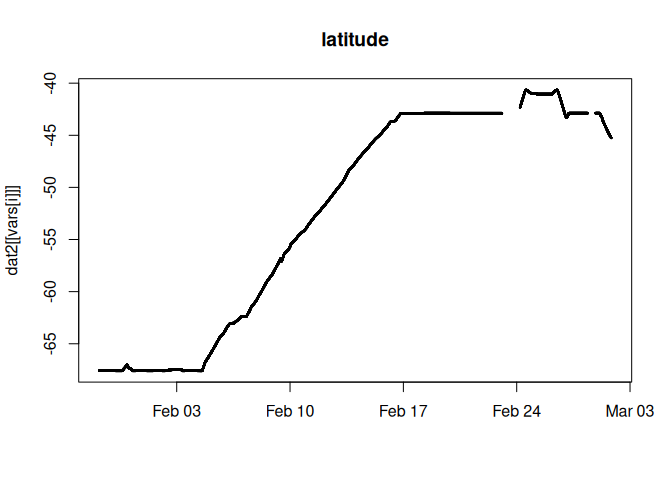 latitude
dat2[[vars[i]]]
-40
-45
-50
-55
-60
-65
Feb 03
Feb 10
Feb 17
Feb 24
Mar 03